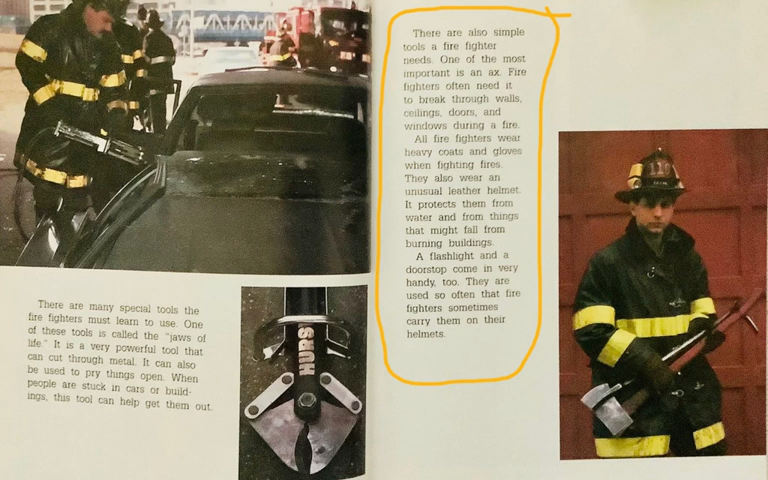 There are many special tools the
fire fighters must learn to use. One
of these tools is called the "jaws of
life." It is a very powerful tool that
can cut through metal. It can also
be used to pry things open. When
people are stuck in cars or build-
ings, this tool can help get them out.
HURS
There are also simple
tools a fire fighter
needs. One of the most
important is an ax. Fire
fighters often need it
to break through walls,
ceilings, doors, and
windows during a fire.
All fire fighters wear
heavy coats and gloves
when fighting fires.
They also wear an
unusual leather helmet.
It protects them from
water and from things
that might fall from
burning buildings.
A flashlight and a
doorstop come in very
handy, too. They are
used so often that fire
fighters sometimes
carry them on their
helmets.